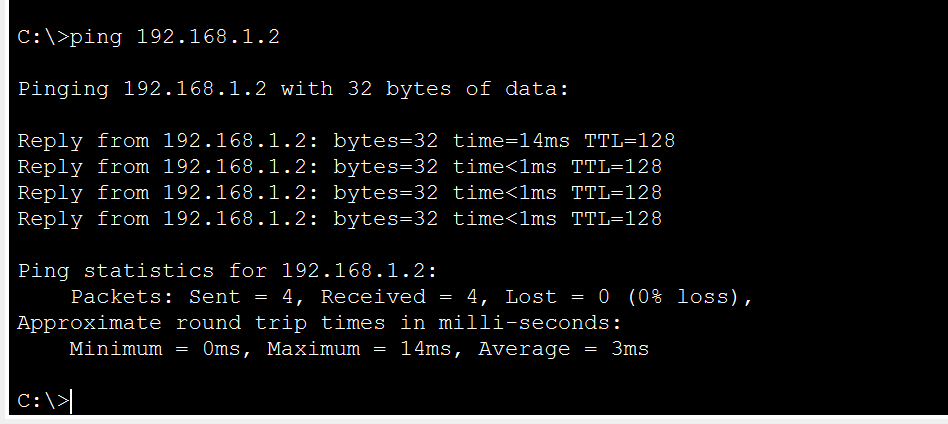 C:\>ping 192.168.1.2
Pinging 192.168.1.2 with 32 bytes of data:
Reply from 192.168.1.2: bytes=32 time=14ms TTL=128
Reply from 192.168.1.2: bytes=32 time<1ms TTL=128
Reply from 192.168.1.2: bytes=32 time<1ms TTL=128
Reply from 192.168.1.2: bytes=32 time<1ms TTL=128
Ping statistics for 192.168.1.2:
Packets: Sent = 4, Received = 4, Lost = 0 (0% loss),
Approximate round trip times in milli-seconds:
Minimum = 0ms, Maximum = 14ms, Average = 3ms
C:\>